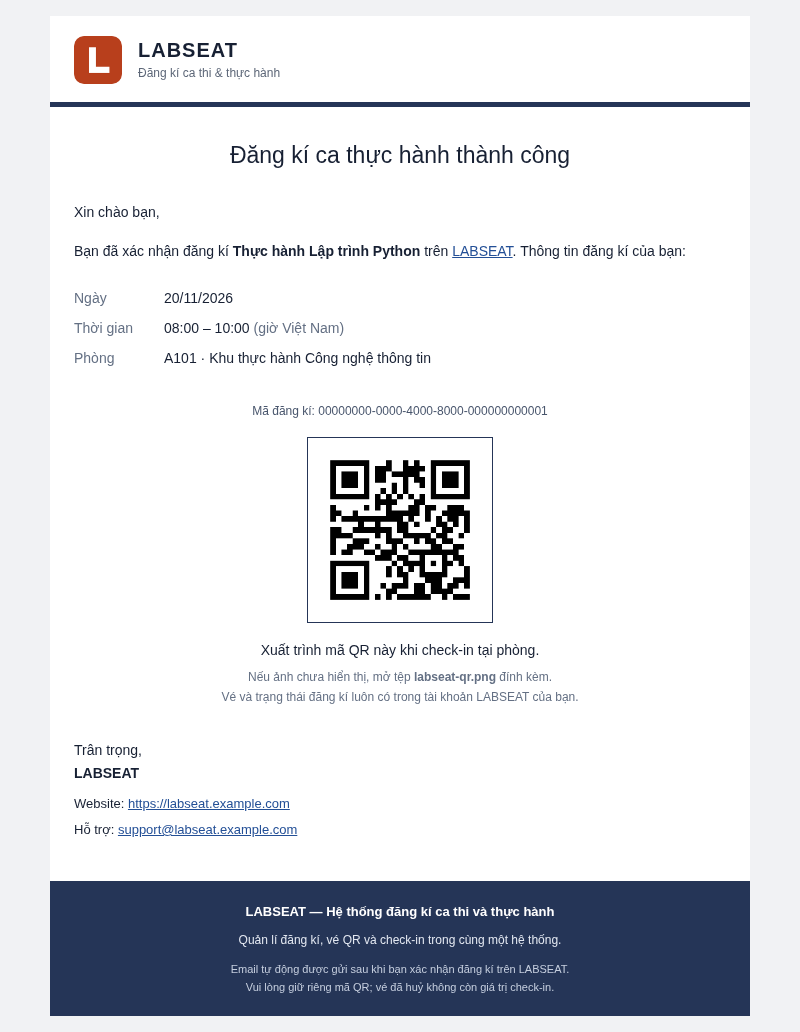 L
LABSEAT
Đăng kí ca thi & thực hành
Đăng kí ca thực hành thành công
Xin chào bạn,
Bạn đã xác nhận đăng kí Thực hành Lập trình Python trên LABSEAT. Thông tin đăng kí của bạn:
Ngày 20/11/2026
Thời gian 08:00 – 10:00 (giờ Việt Nam)
Phòng A101 · Khu thực hành Công nghệ thông tin
Mã đăng kí: 00000000-0000-4000-8000-000000000001
Xuất trình mã QR này khi check-in tại phòng.
Nếu ảnh chưa hiển thị, mở tệp labseat-qr.png đính kèm.
Vé và trạng thái đăng kí luôn có trong tài khoản LABSEAT của bạn.
Trân trọng,
LABSEAT
Website: https://labseat.example.com
Hỗ trợ: support@labseat.example.com
LABSEAT — Hệ thống đăng kí ca thi và thực hành
Quản lí đăng kí, vé QR và check-in trong cùng một hệ thống.
Email tự động được gửi sau khi bạn xác nhận đăng kí trên LABSEAT.
Vui lòng giữ riêng mã QR; vé đã huỷ không còn giá trị check-in.